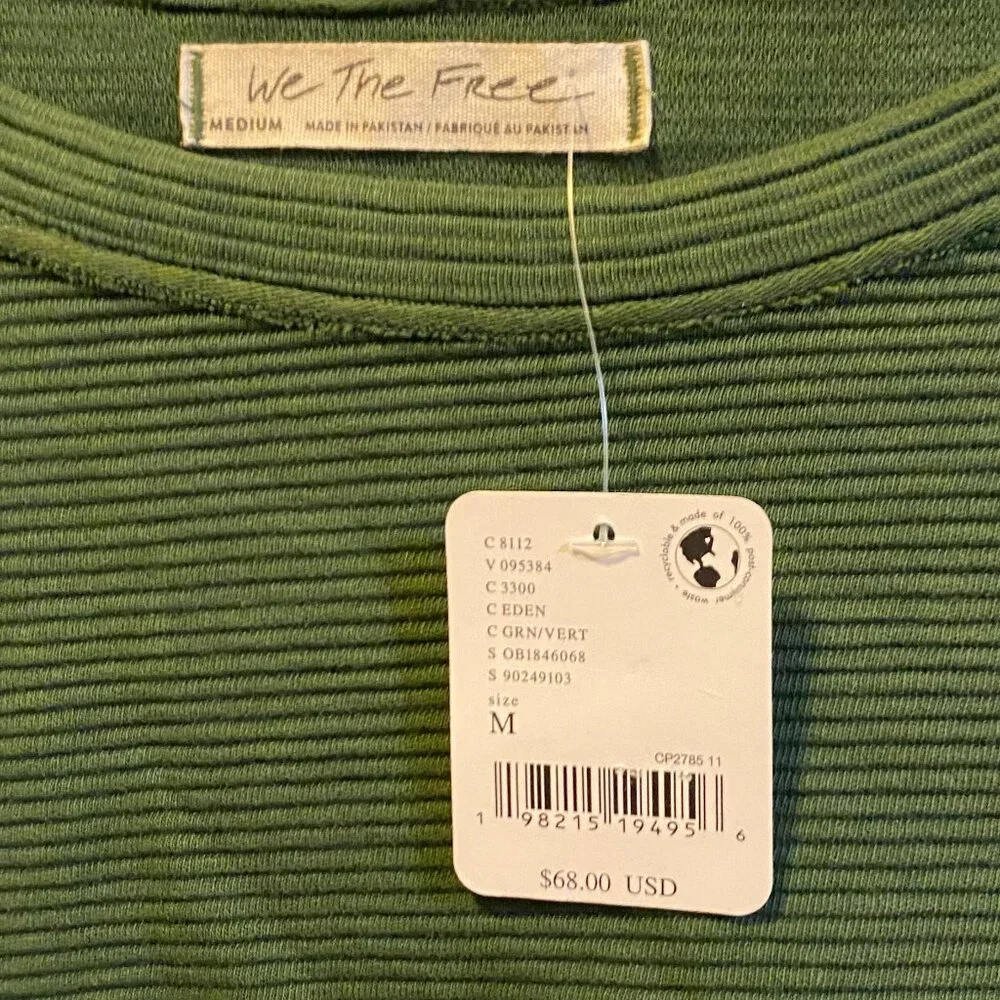 We The Free
MEDIUM MADE IN PAKISTAN / FABRIQUÉ AU PAKISTAN
recyclable & made of 100% post-consumer waste •
C 8112
V 095384
C 3300
C EDEN
C GRN/VERT
S OB1846068
S 90249103
size
M
CP2785 11
1 98215 19495 6
$68.00 USD